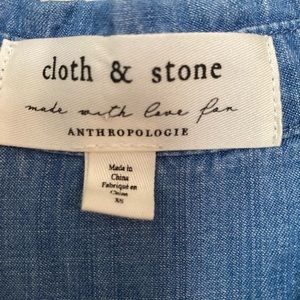 cloth & stone
made with love for
ANTHROPOLOGIE
Made in
China
Fabriqué en
Chine
XS